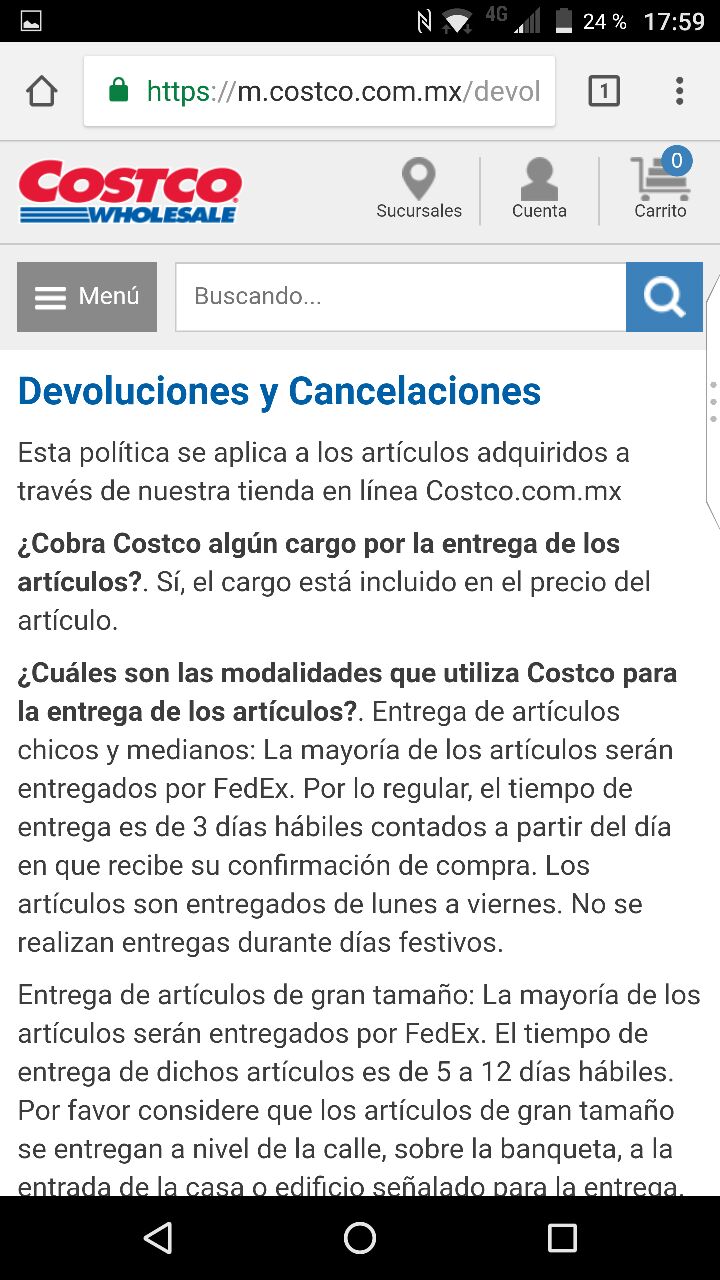 4G 24 % 17:59
https://m.costco.com.mx/devol 1
COSTCO
WHOLESALE
0
Sucursales Cuenta Carrito
Menú Buscando...
Devoluciones y Cancelaciones
Esta política se aplica a los artículos adquiridos a
través de nuestra tienda en línea Costco.com.mx
¿Cobra Costco algún cargo por la entrega de los
artículos?. Sí, el cargo está incluido en el precio del
artículo.
¿Cuáles son las modalidades que utiliza Costco para
la entrega de los artículos?. Entrega de artículos
chicos y medianos: La mayoría de los artículos serán
entregados por FedEx. Por lo regular, el tiempo de
entrega es de 3 días hábiles contados a partir del día
en que recibe su confirmación de compra. Los
artículos son entregados de lunes a viernes. No se
realizan entregas durante días festivos.
Entrega de artículos de gran tamaño: La mayoría de los
artículos serán entregados por FedEx. El tiempo de
entrega de dichos artículos es de 5 a 12 días hábiles.
Por favor considere que los artículos de gran tamaño
se entregan a nivel de la calle, sobre la banqueta, a la
entrada de la casa o edificio señalado para la entrega.